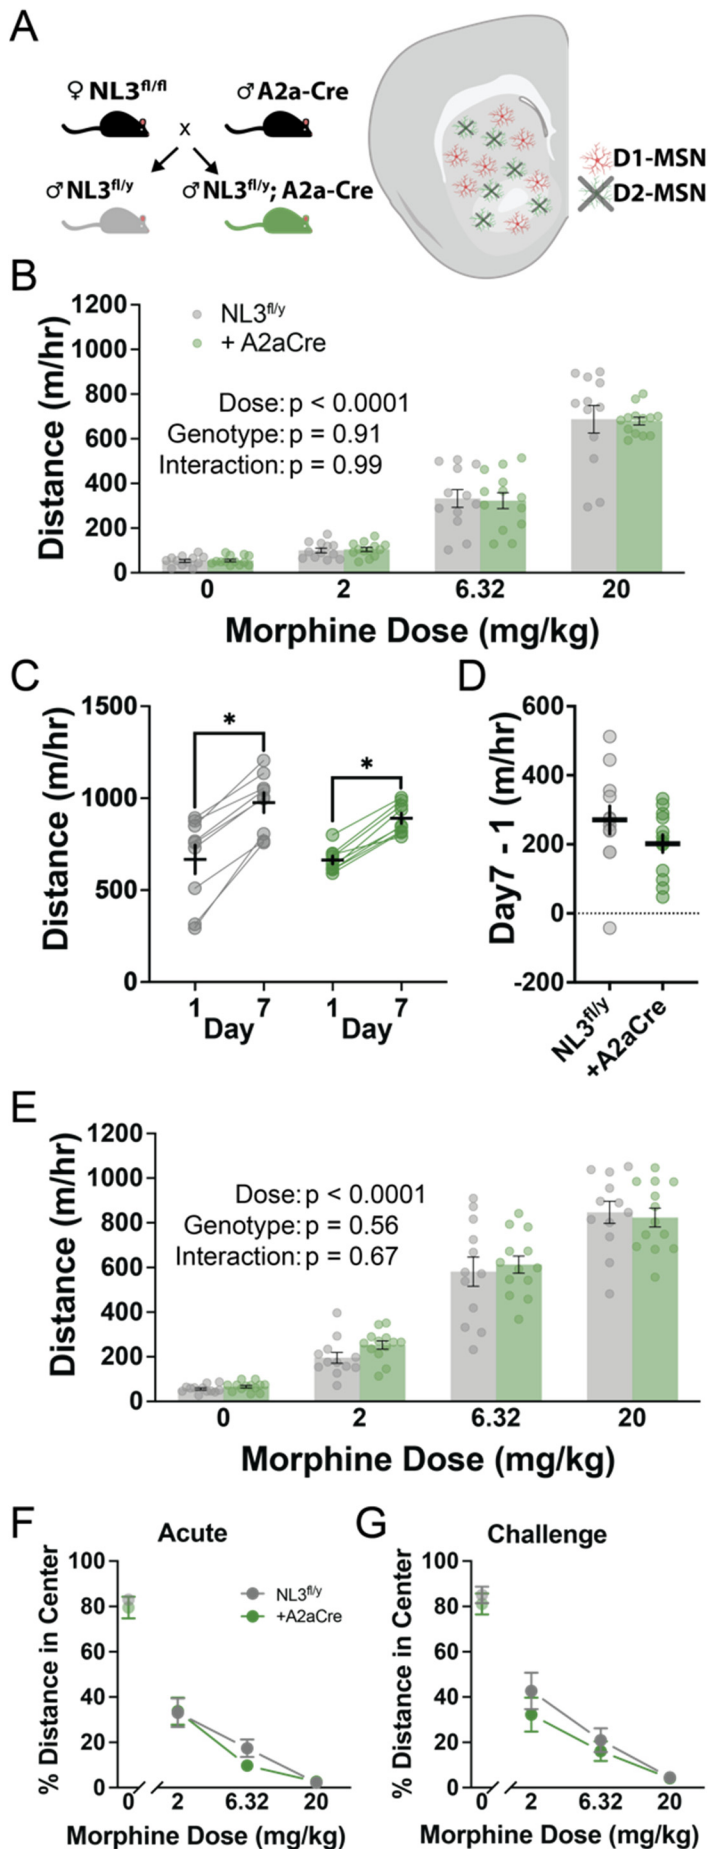 A
♀ NL3fl/fl ♂ A2a-Cre
x
♂ NL3fl/y ♂ NL3fl/y; A2a-Cre
D1-MSN
D2-MSN
B
Distance (m/hr)
1200
1000
800
600
400
200
0
NL3fl/y
+ A2aCre
Dose: p < 0.0001
Genotype: p = 0.91
Interaction: p = 0.99
0 2 6.32 20
Morphine Dose (mg/kg)
C
Distance (m/hr)
1500
1000
500
0
* *
1 7 1 7
Day Day
D
Day7 - 1 (m/hr)
600
400
200
0
-200
NL3fl/y
+A2aCre
E
Distance (m/hr)
1200
1000
800
600
400
200
0
Dose: p < 0.0001
Genotype: p = 0.56
Interaction: p = 0.67
0 2 6.32 20
Morphine Dose (mg/kg)
F
Acute
% Distance in Center
100
80
60
40
20
0
NL3fl/y
+A2aCre
0 2 6.32 20
Morphine Dose (mg/kg)
G
Challenge
% Distance in Center
100
80
60
40
20
0
0 2 6.32 20
Morphine Dose (mg/kg)